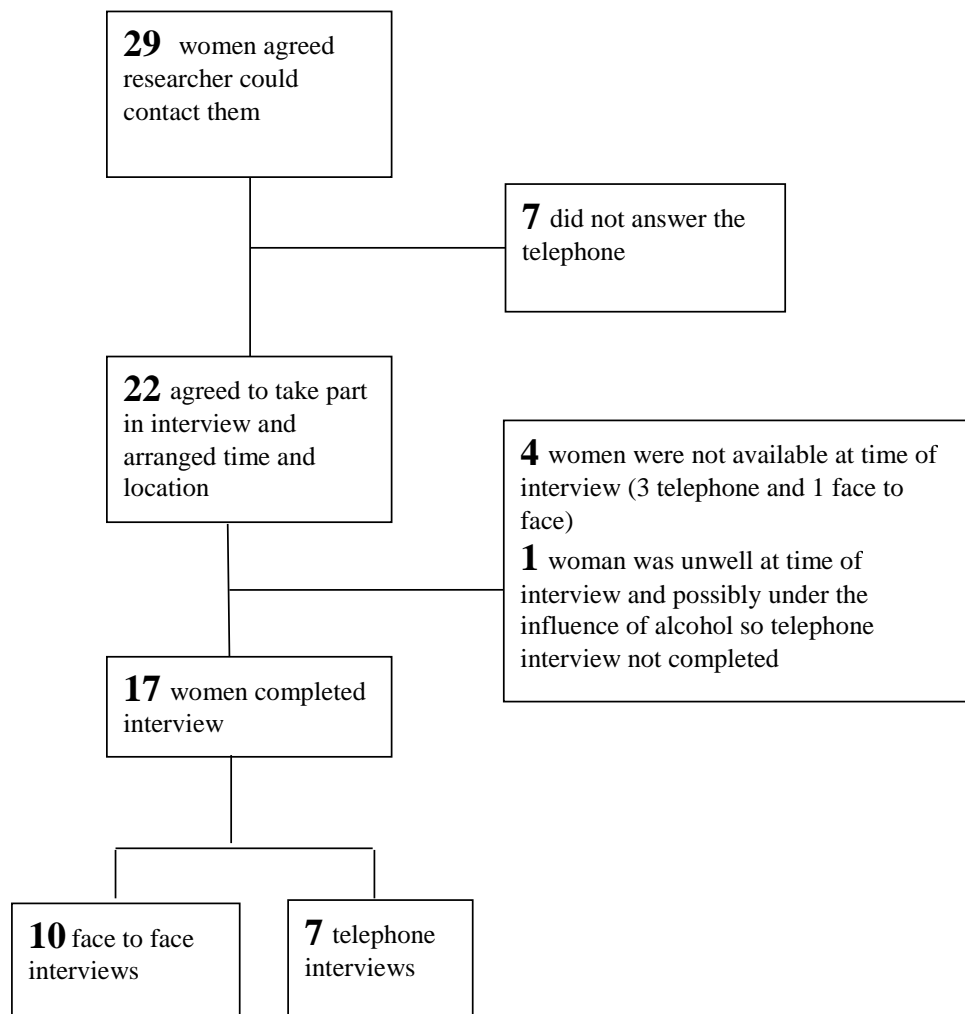 29 women agreed
researcher could
contact them
7 did not answer the
telephone
22 agreed to take part
in interview and
arranged time and
location
4 women were not available at time of
interview (3 telephone and 1 face to
face)
1 woman was unwell at time of
interview and possibly under the
influence of alcohol so telephone
interview not completed
17 women completed
interview
10 face to face
interviews
7 telephone
interviews